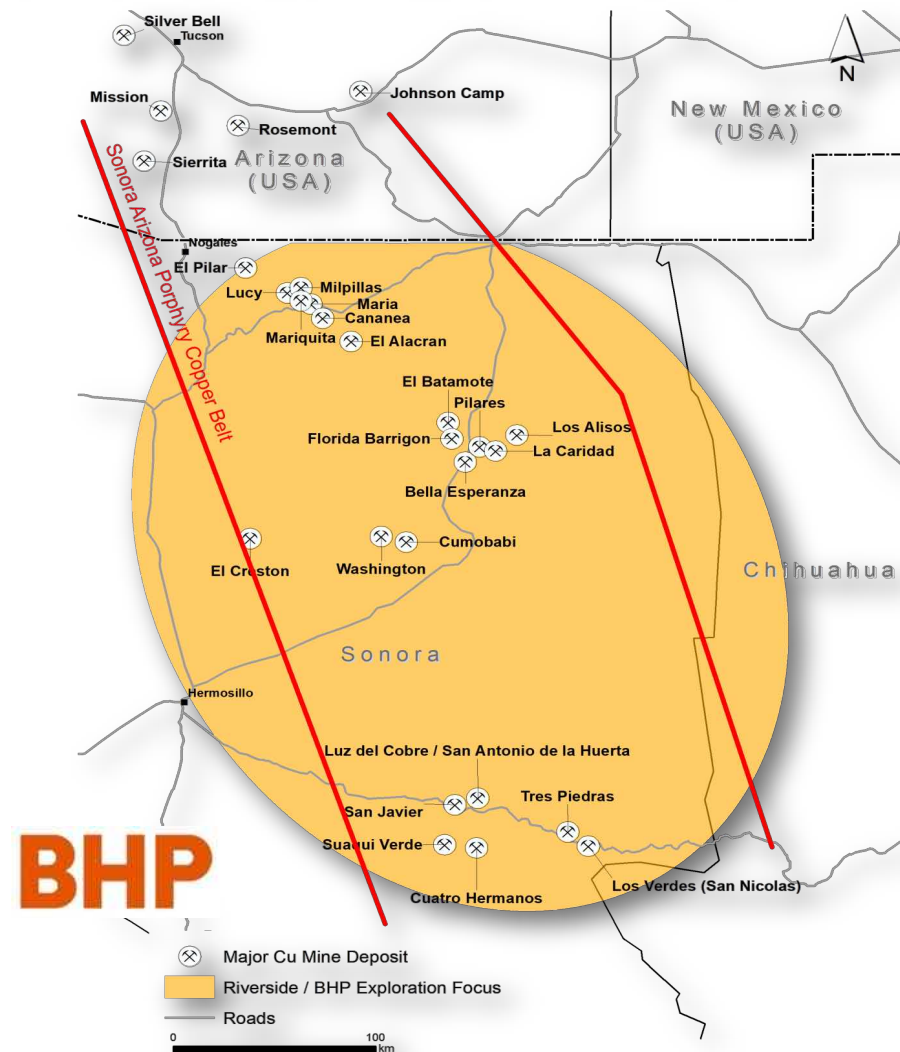 Silver Bell
Tucson
Mission
Johnson Camp
New Mexico
(USA)
N
Rosemont
Sierrita
Arizona
(USA)
Sonora Arizona Porphyry Copper Belt
Nogales
El Pilar
Lucy
Milpillas
Maria
Cananea
Mariquita
El Alacran
El Batamote
Pilares
Florida Barrigon
Los Alisos
La Caridad
Bella Esperanza
El Creston
Washington
Cumobabi
Chihuahua
Sonora
Hermosillo
Luz del Cobre / San Antonio de la Huerta
San Javier
Tres Piedras
Suaqui Verde
Cuatro Hermanos
Los Verdes (San Nicolas)
BHP
Major Cu Mine Deposit
Riverside / BHP Exploration Focus
Roads
0 100
km